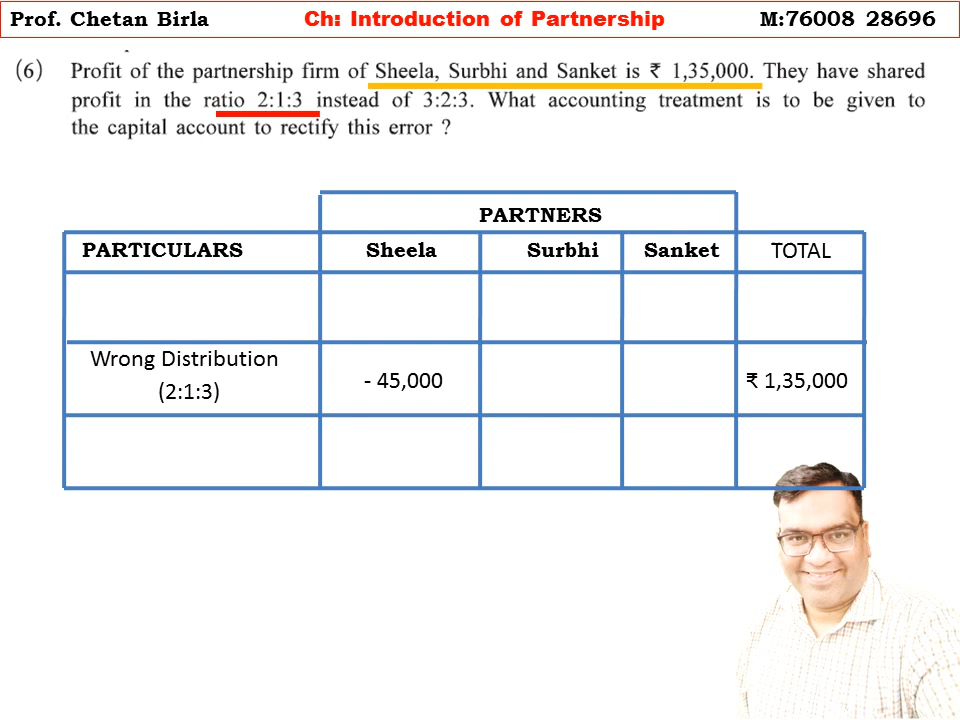 Prof. Chetan Birla Ch: Introduction of Partnership M:76008 28696
(6) Profit of the partnership firm of Sheela, Surbhi and Sanket is ₹ 1,35,000. They have shared
profit in the ratio 2:1:3 instead of 3:2:3. What accounting treatment is to be given to
the capital account to rectify this error ?
PARTNERS
PARTICULARS Sheela Surbhi Sanket TOTAL
Wrong Distribution
(2:1:3) - 45,000 ₹ 1,35,000